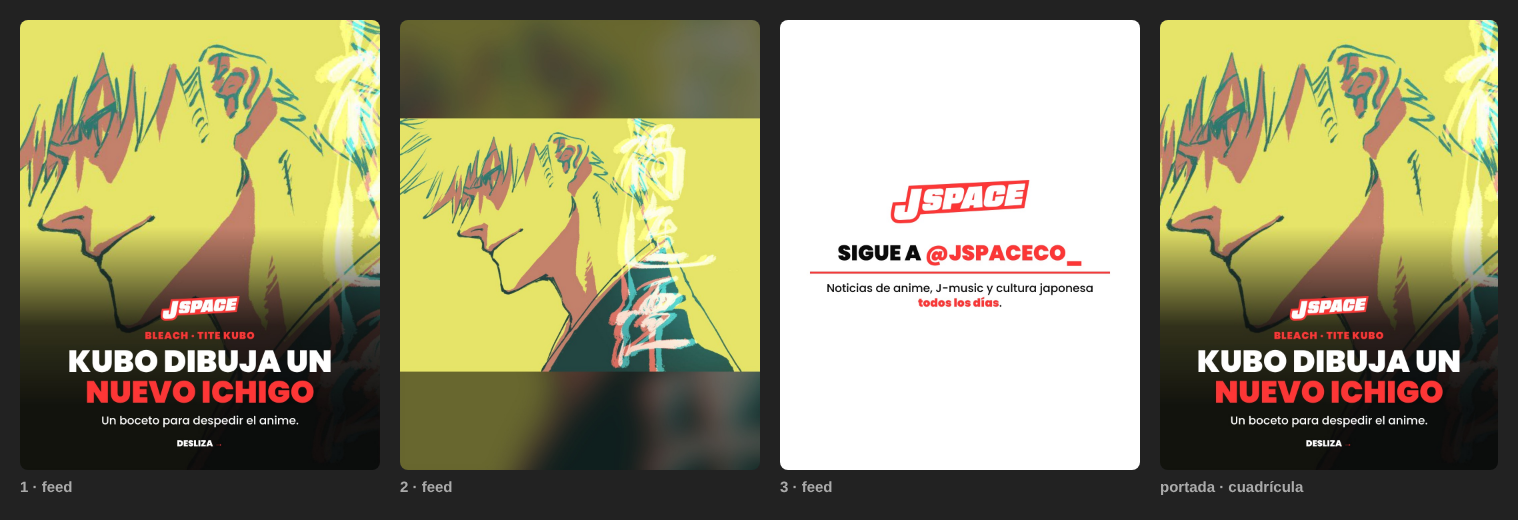 JSPACE
BLEACH · TITE KUBO
KUBO DIBUJA UN
NUEVO ICHIGO
Un boceto para despedir el anime.
DESLIZA
1 · feed
2 · feed
JSPACE
SIGUE A @JSPACECO_
Noticias de anime, J-music y cultura japonesa
todos los días.
3 · feed
JSPACE
BLEACH · TITE KUBO
KUBO DIBUJA UN
NUEVO ICHIGO
Un boceto para despedir el anime.
DESLIZA
portada · cuadrícula